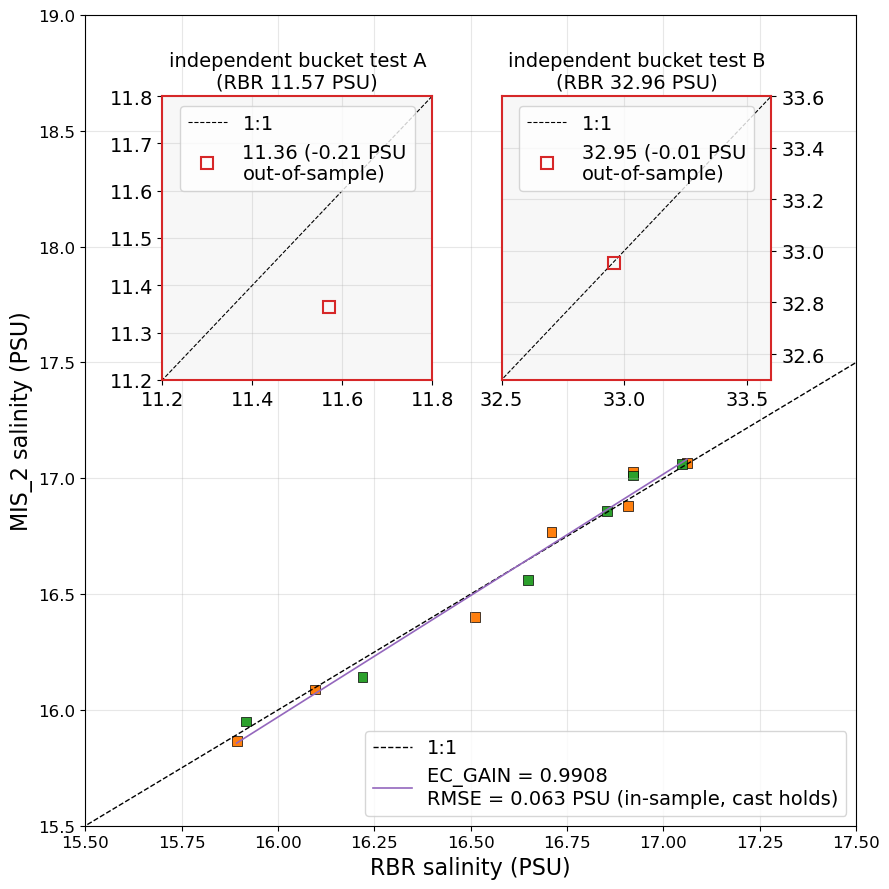 19.0
18.5
18.0
17.5
17.0
16.5
16.0
15.5
MIS_2 salinity (PSU)
independent bucket test A
(RBR 11.57 PSU)
11.8
11.7
11.6
11.5
11.4
11.3
11.2
1:1
11.36 (-0.21 PSU
out-of-sample)
11.2 11.4 11.6 11.8
independent bucket test B
(RBR 32.96 PSU)
1:1
32.95 (-0.01 PSU
out-of-sample)
33.6
33.4
33.2
33.0
32.8
32.6
32.5 33.0 33.5
1:1
EC_GAIN = 0.9908
RMSE = 0.063 PSU (in-sample, cast holds)
15.50 15.75 16.00 16.25 16.50 16.75 17.00 17.25 17.50
RBR salinity (PSU)